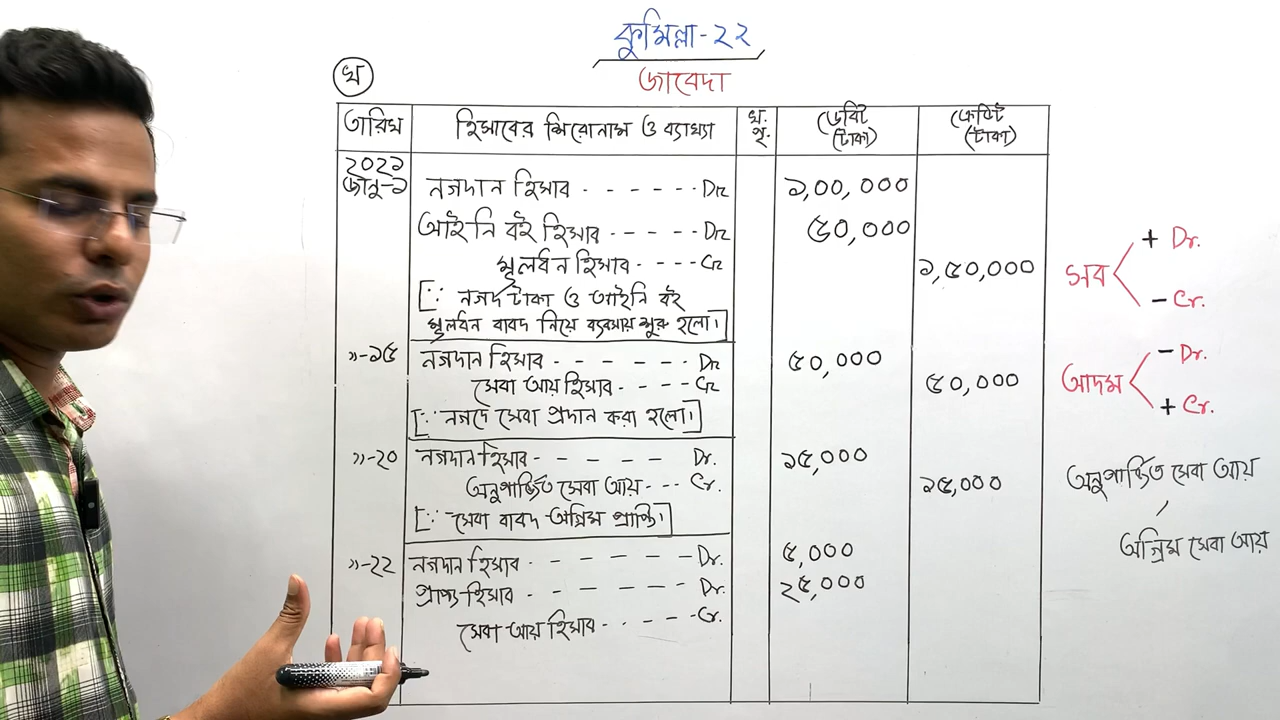 কুমিল্লা-২২
খ
জাবেদা
তারিখ হিসাবের শিরোনাম ও ব্যাখ্যা খ. পৃ. ডেবিট (টাকা) ক্রেডিট (টাকা)
২০২১
জানু-১ নগদান হিসাব - - - - - - Dr ১,০০,০০০
আইনি বই হিসাব - - - - - Dr ৫০,০০০
মূলধন হিসাব - - - - Cr ১,৫০,০০০
[∵ নগদ টাকা ও আইনি বই
মূলধন বাবদ নিয়ে ব্যবসায় শুরু হলো।]
"-১৫ নগদান হিসাব - - - - - - Dr ৫০,০০০
সেবা আয় হিসাব - - - - Cr ৫০,০০০
[∵ নগদে সেবা প্রদান করা হলো।]
"-২০ নগদান হিসাব - - - - - Dr. ১৫,০০০
অনুপার্জিত সেবা আয় - - - Cr. ১৫,০০০
[∵ সেবা বাবদ অগ্রিম প্রাপ্তি।]
"-২২ নগদান হিসাব - - - - - - Dr. ৫,০০০
প্রাপ্য হিসাব - - - - - Dr. ২৫,০০০
সেবা আয় হিসাব - - - - - Cr.
+ Dr.
সব
- Cr.
- Dr.
আদম
+ Cr.
অনুপার্জিত সেবা আয়
/
অগ্রিম সেবা আয়